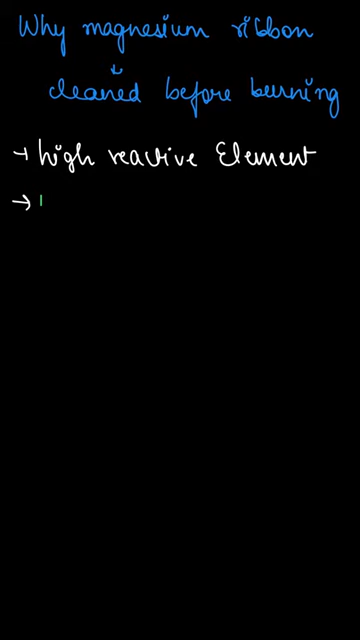 Why magnesium ribbon
cleaned before burning
→ high reactive Element
→